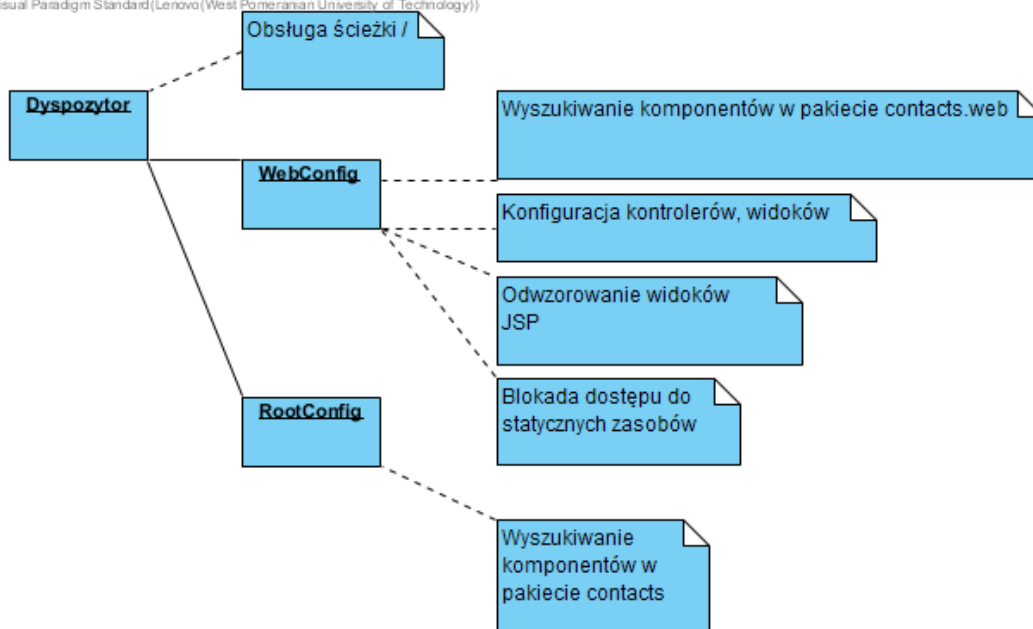 isual Paradigm Standard(Lenovo(West Pomeranian University of Technology))
Obsługa ścieżki /
Dyspozytor
Wyszukiwanie komponentów w pakiecie contacts.web
WebConfig
Konfiguracja kontrolerów, widoków
Odwzorowanie widoków
JSP
Blokada dostępu do
statycznych zasobów
RootConfig
Wyszukiwanie
komponentów w
pakiecie contacts